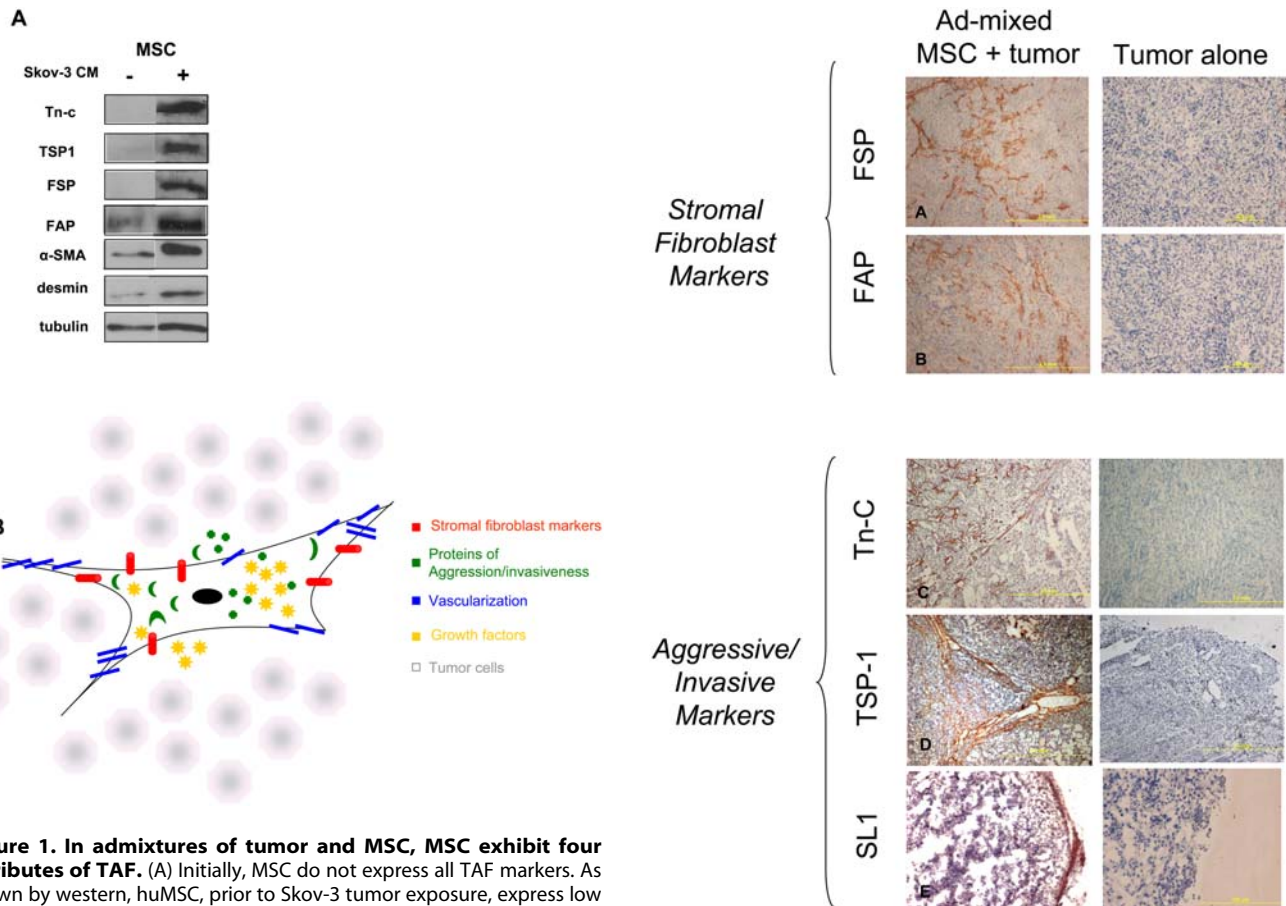 A
MSC
Skov-3 CM - +
Tn-c
TSP1
FSP
FAP
α-SMA
desmin
tubulin
Stromal fibroblast markers
Proteins of
Aggression/invasiveness
Vascularization
Growth factors
Tumor cells
ure 1. In admixtures of tumor and MSC, MSC exhibit four
ributes of TAF. (A) Initially, MSC do not express all TAF markers. As
wn by western, huMSC, prior to Skov-3 tumor exposure, express low
Ad-mixed
MSC + tumor
Tumor alone
Stromal
Fibroblast
Markers
FSP
A
FAP
B
Aggressive/
Invasive
Markers
Tn-C
C
TSP-1
D
SL1
E